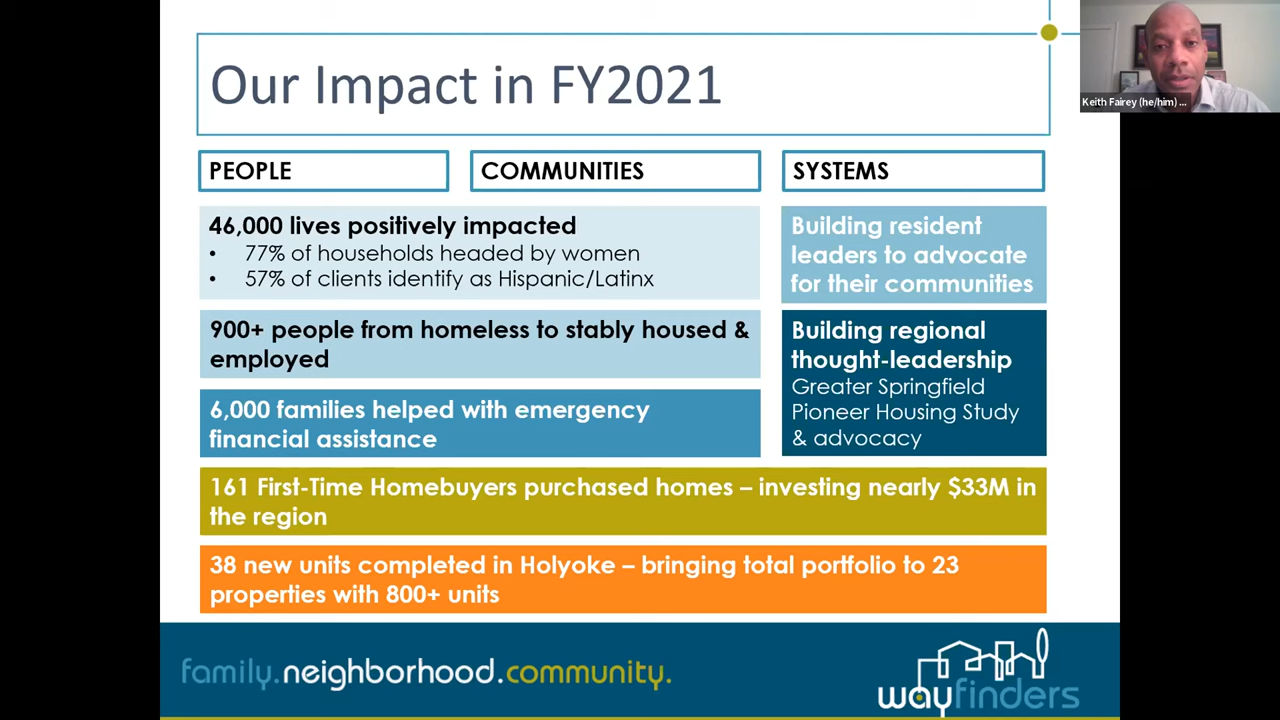 Our Impact in FY2021
Keith Fairey (he/him) ...
PEOPLE
COMMUNITIES
SYSTEMS
46,000 lives positively impacted
• 77% of households headed by women
• 57% of clients identify as Hispanic/Latinx
900+ people from homeless to stably housed &
employed
6,000 families helped with emergency
financial assistance
Building resident
leaders to advocate
for their communities
Building regional
thought-leadership
Greater Springfield
Pioneer Housing Study
& advocacy
161 First-Time Homebuyers purchased homes – investing nearly $33M in
the region
38 new units completed in Holyoke – bringing total portfolio to 23
properties with 800+ units
family.neighborhood.community.
wayfinders